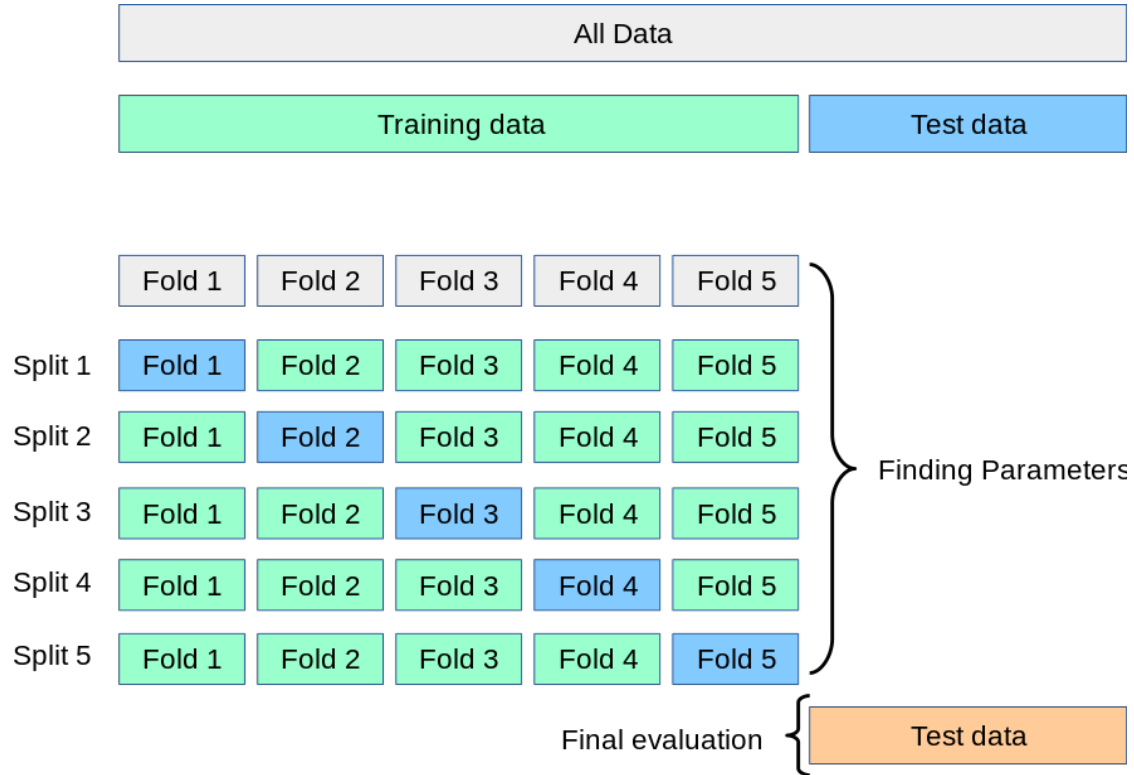 All Data
Training data Test data
Fold 1 Fold 2 Fold 3 Fold 4 Fold 5
Split 1 Fold 1 Fold 2 Fold 3 Fold 4 Fold 5
Split 2 Fold 1 Fold 2 Fold 3 Fold 4 Fold 5
Finding Parameters
Split 3 Fold 1 Fold 2 Fold 3 Fold 4 Fold 5
Split 4 Fold 1 Fold 2 Fold 3 Fold 4 Fold 5
Split 5 Fold 1 Fold 2 Fold 3 Fold 4 Fold 5
Final evaluation Test data